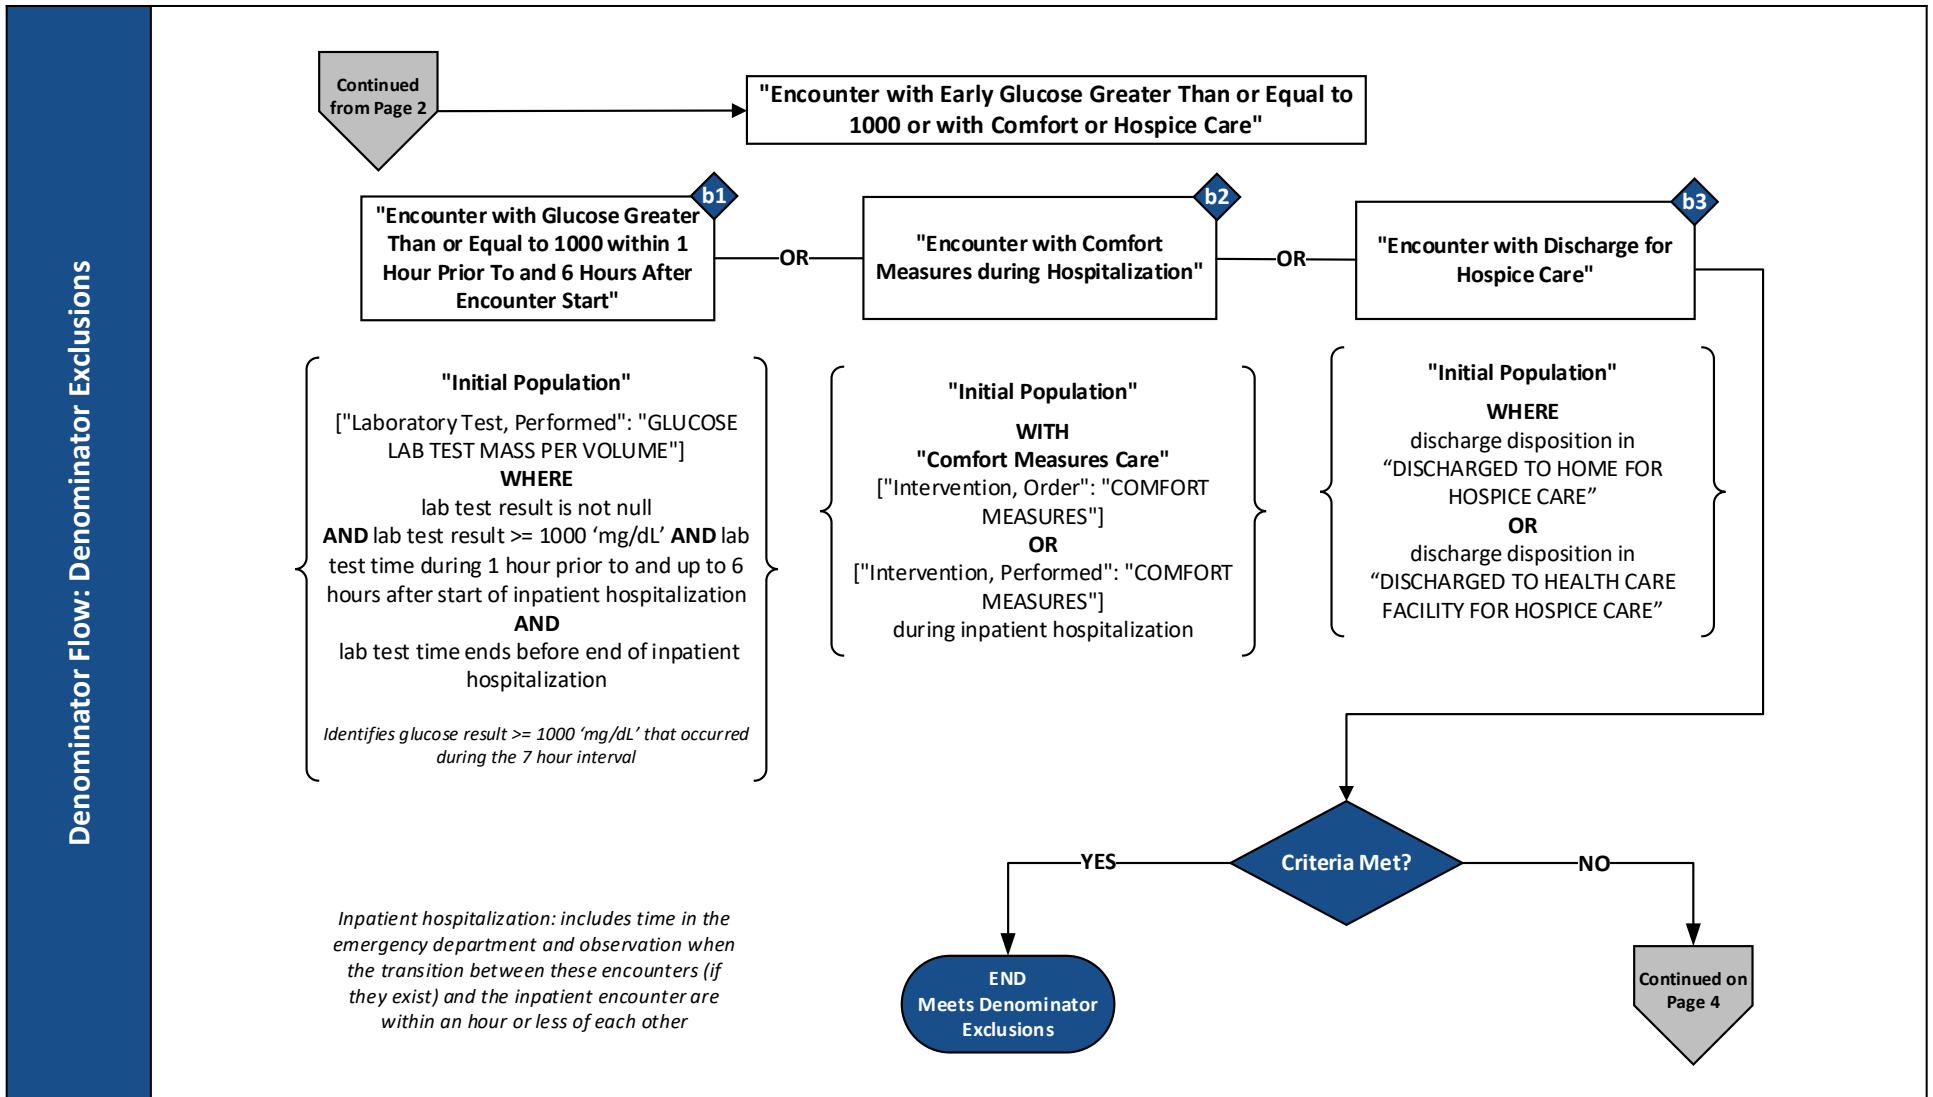 Denominator Flow: Denominator Exclusions
Continued
from Page 2
"Encounter with Early Glucose Greater Than or Equal to
1000 or with Comfort or Hospice Care"
b1
"Encounter with Glucose Greater
Than or Equal to 1000 within 1
Hour Prior To and 6 Hours After
Encounter Start"
OR
b2
"Encounter with Comfort
Measures during Hospitalization"
OR
b3
"Encounter with Discharge for
Hospice Care"
"Initial Population"
["Laboratory Test, Performed": "GLUCOSE
LAB TEST MASS PER VOLUME"]
WHERE
lab test result is not null
AND lab test result >= 1000 ‘mg/dL’ AND lab
test time during 1 hour prior to and up to 6
hours after start of inpatient hospitalization
AND
lab test time ends before end of inpatient
hospitalization
Identifies glucose result >= 1000 ‘mg/dL’ that occurred
during the 7 hour interval
"Initial Population"
WITH
"Comfort Measures Care"
["Intervention, Order": "COMFORT
MEASURES"]
OR
["Intervention, Performed": "COMFORT
MEASURES"]
during inpatient hospitalization
"Initial Population"
WHERE
discharge disposition in
“DISCHARGED TO HOME FOR
HOSPICE CARE”
OR
discharge disposition in
“DISCHARGED TO HEALTH CARE
FACILITY FOR HOSPICE CARE”
Criteria Met?
YES
NO
END
Meets Denominator
Exclusions
Continued on
Page 4
Inpatient hospitalization: includes time in the
emergency department and observation when
the transition between these encounters (if
they exist) and the inpatient encounter are
within an hour or less of each other